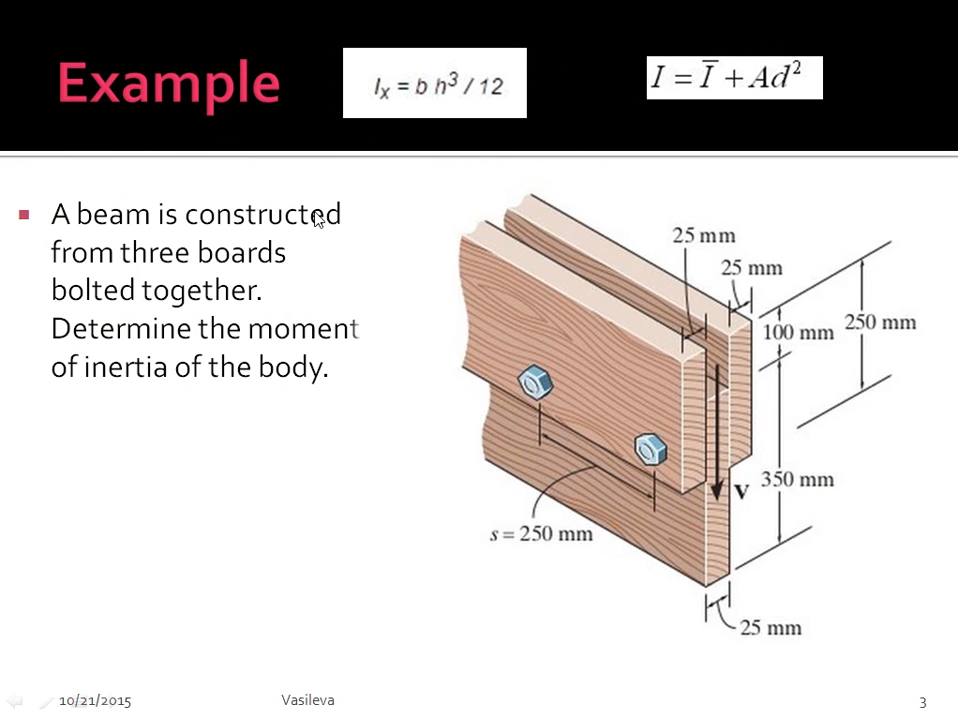 Example
Iₓ = b h³ / 12
I = Ī + Ad²
■ A beam is constructed
from three boards
bolted together.
Determine the moment
of inertia of the body.
25 mm
25 mm
100 mm
250 mm
350 mm
V
s = 250 mm
25 mm
10/21/2015
Vasileva
3